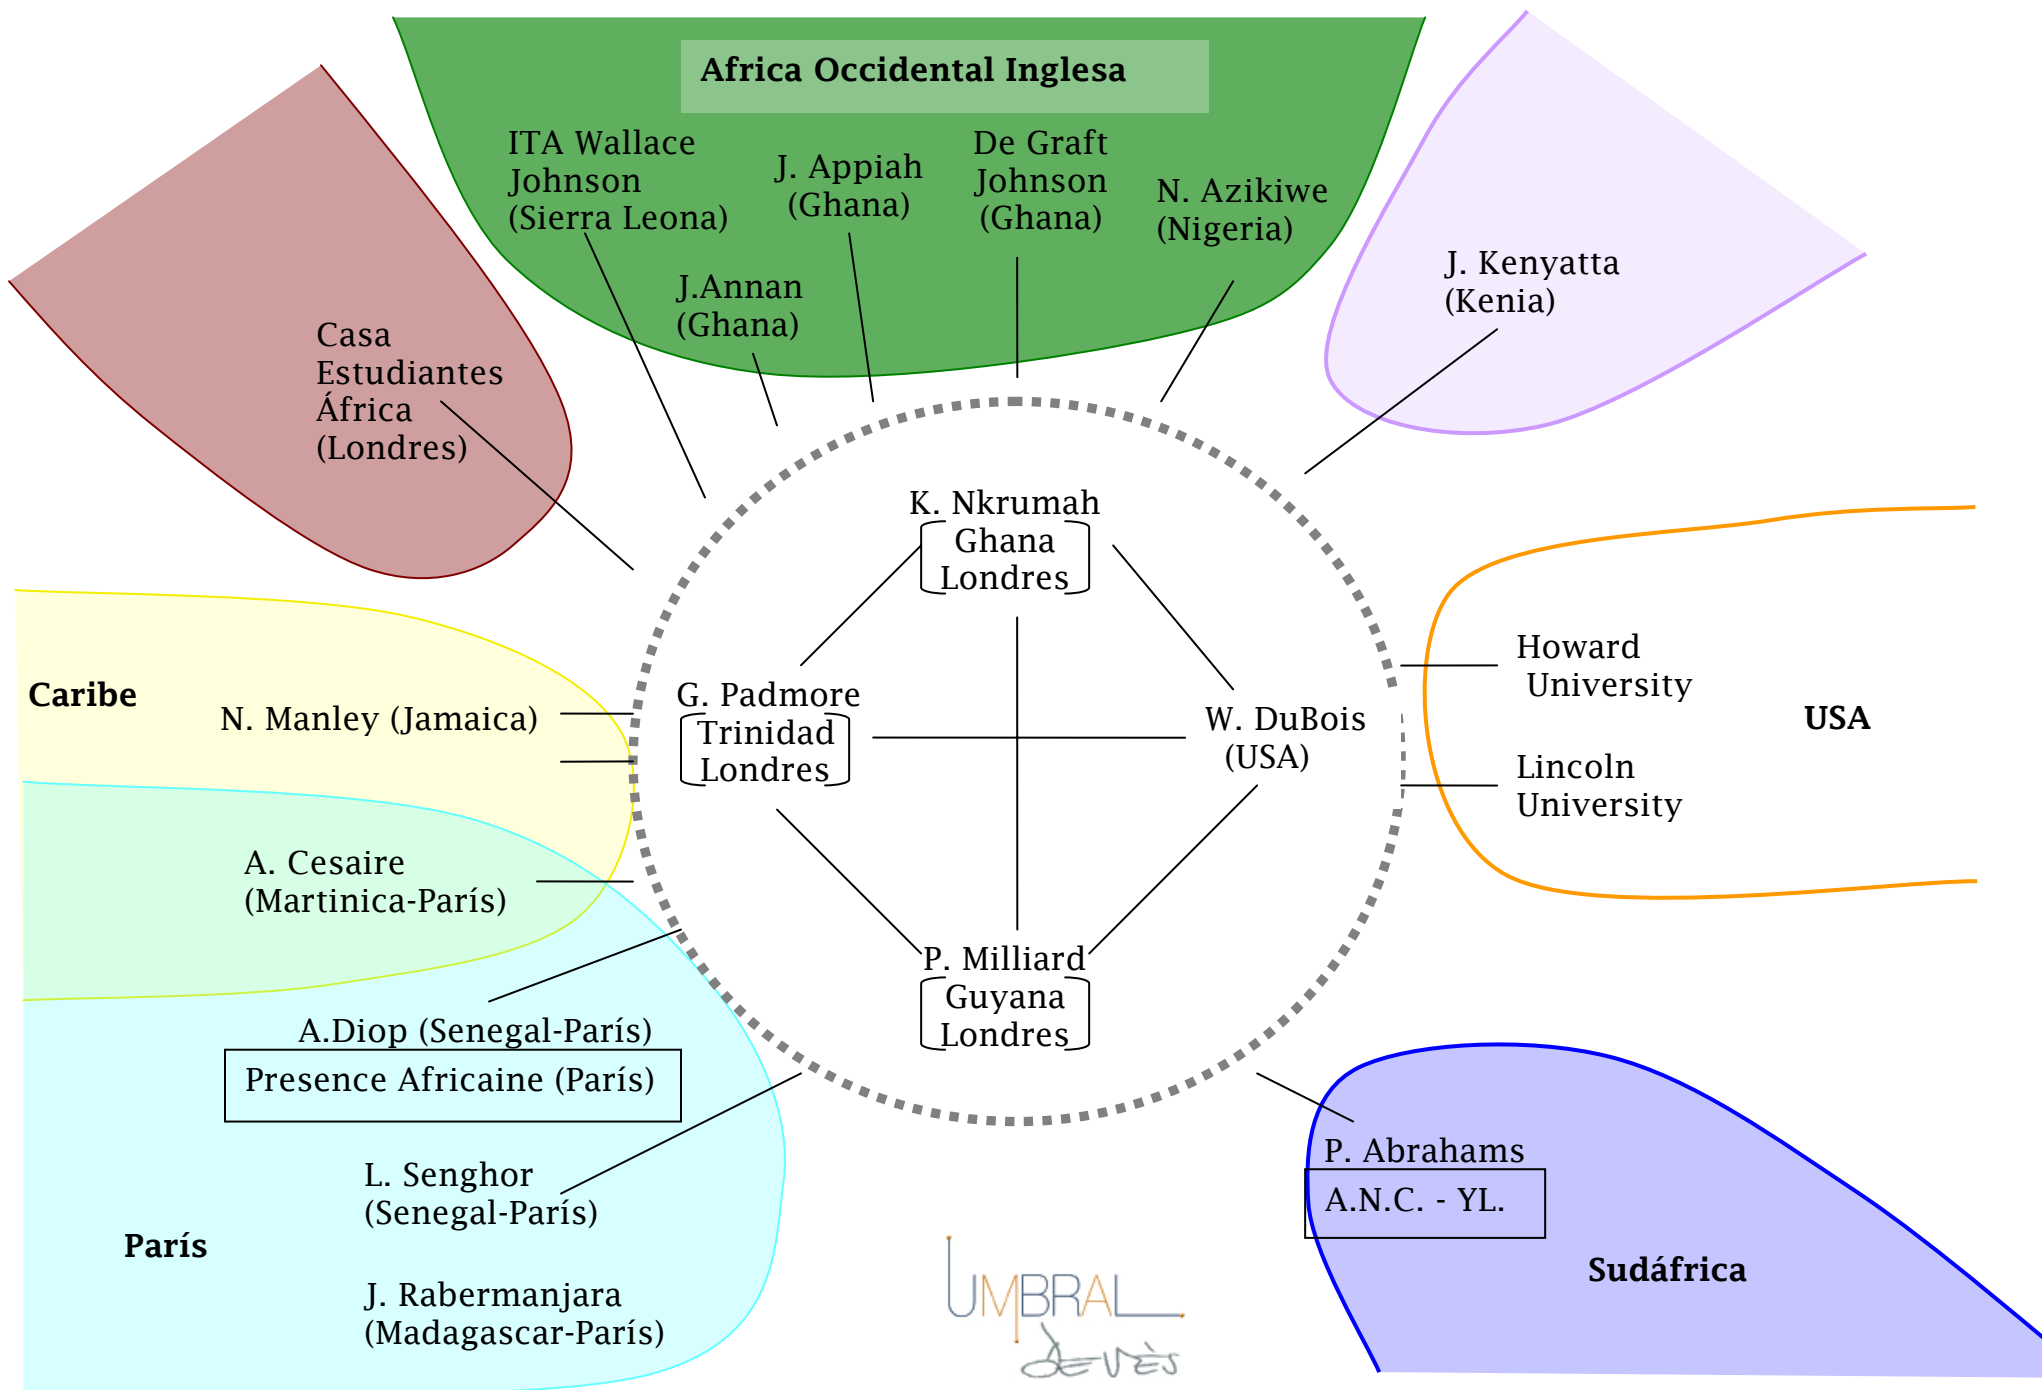 Africa Occidental Inglesa
ITA Wallace
Johnson
(Sierra Leona)
J. Appiah
(Ghana)
De Graft
Johnson
(Ghana)
N. Azikiwe
(Nigeria)
J.Annan
(Ghana)
J. Kenyatta
(Kenia)
Casa
Estudiantes
África
(Londres)
K. Nkrumah
Ghana
Londres
G. Padmore
Trinidad
Londres
W. DuBois
(USA)
P. Milliard
Guyana
Londres
Howard
University
Lincoln
University
USA
Caribe
N. Manley (Jamaica)
A. Cesaire
(Martinica-París)
A.Diop (Senegal-París)
Presence Africaine (París)
L. Senghor
(Senegal-París)
París
J. Rabermanjara
(Madagascar-París)
P. Abrahams
A.N.C. - YL.
Sudáfrica
UMBRAL
DEVÈS